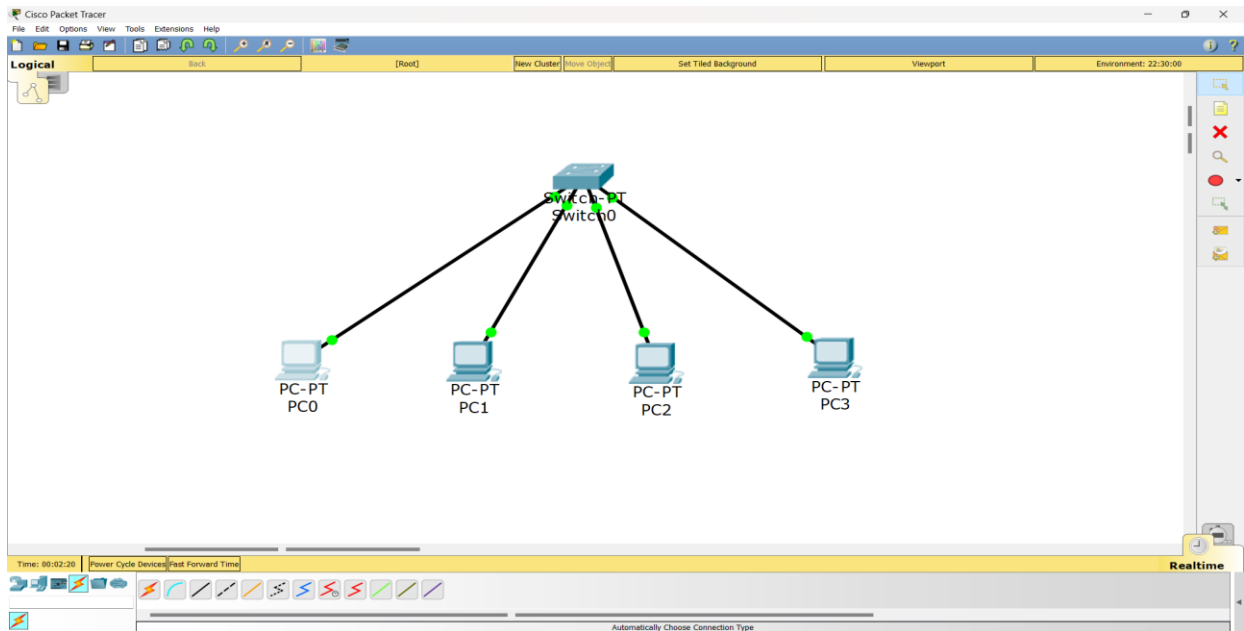 Cisco Packet Tracer
File Edit Options View Tools Extensions Help
Logical Back [Root] New Cluster Move Object Set Tiled Background Viewport Environment: 22:30:00
Switch-PT
Switch0
PC-PT PC-PT PC-PT PC-PT
PC0 PC1 PC2 PC3
Time: 00:02:20 Power Cycle Devices Fast Forward Time Realtime
Automatically Choose Connection Type